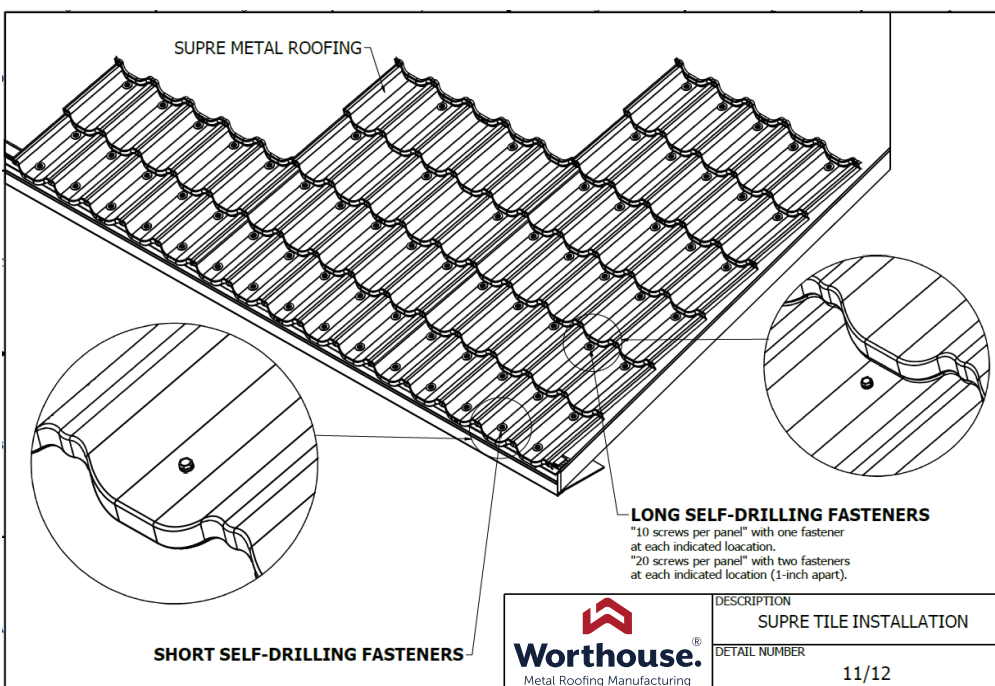 SUPRE METAL ROOFING
LONG SELF-DRILLING FASTENERS
"10 screws per panel" with one fastener
at each indicated loacation.
"20 screws per panel" with two fasteners
at each indicated location (1-inch apart).
SHORT SELF-DRILLING FASTENERS
Worthouse.®
Metal Roofing Manufacturing
DESCRIPTION
SUPRE TILE INSTALLATION
DETAIL NUMBER
11/12